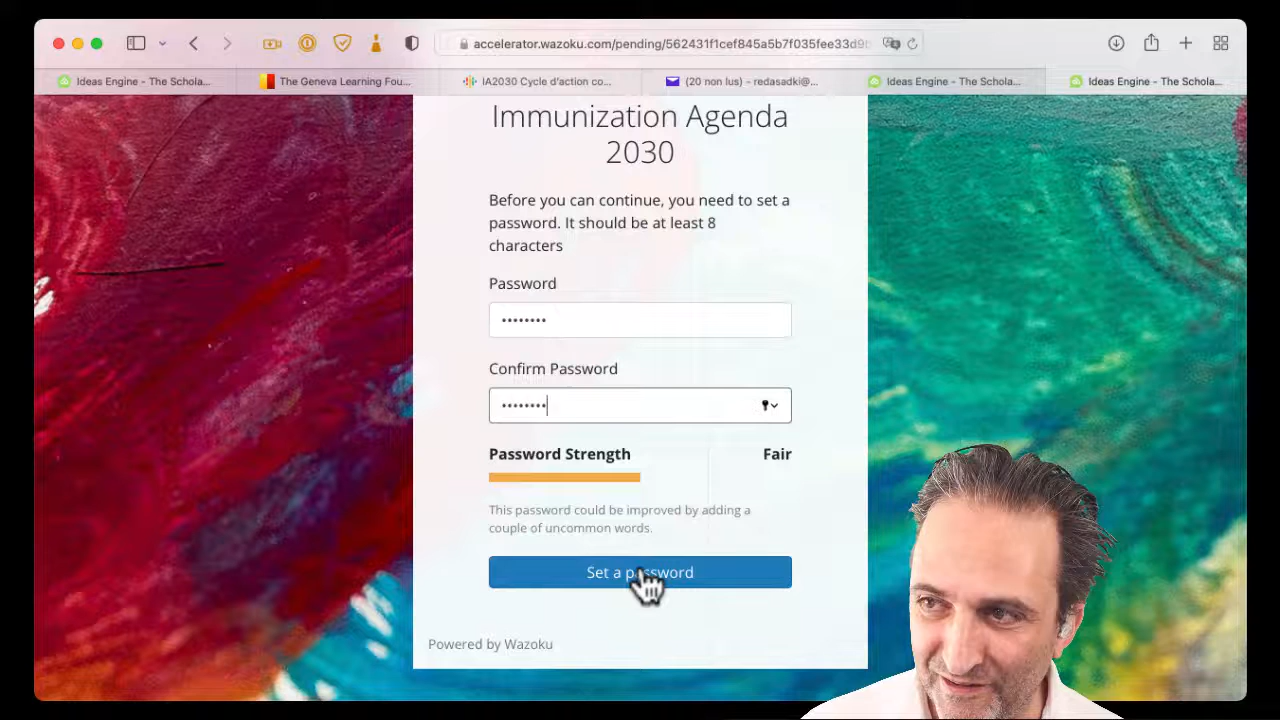 accelerator.wazoku.com/pending/562431f1cef845a5b7f035fee33d9b
Ideas Engine - The Schola...
The Geneva Learning Fou...
IA2030 Cycle d'action co...
(20 non lus) - redasadki@...
Ideas Engine - The Schola...
Ideas Engine - The Schola...
Immunization Agenda
2030
Before you can continue, you need to set a
password. It should be at least 8
characters
Password
••••••••
Confirm Password
••••••••
Password Strength Fair
This password could be improved by adding a
couple of uncommon words.
Set a password
Powered by Wazoku